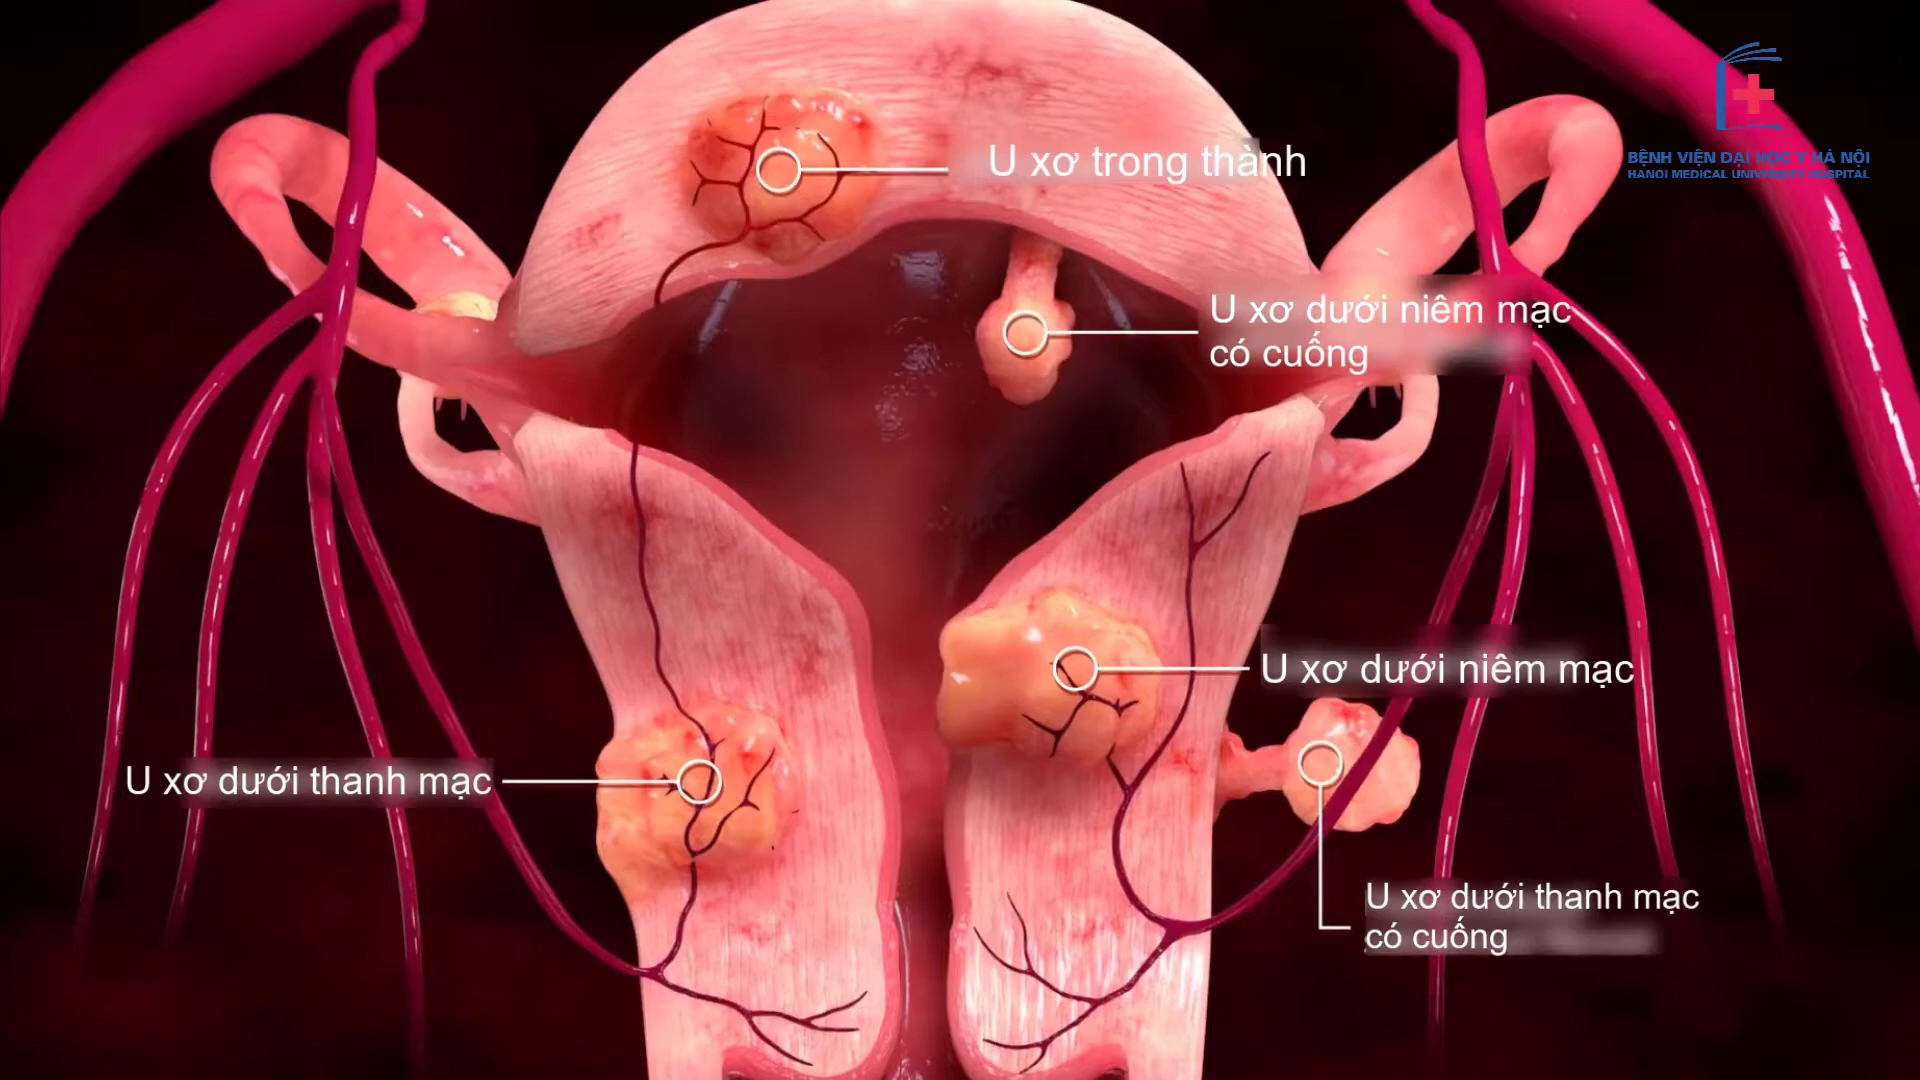 BỆNH VIỆN ĐẠI HỌC Y HÀ NỘI
HANOI MEDICAL UNIVERSITY HOSPITAL
U xơ trong thành
U xơ dưới niêm mạc
có cuống
U xơ dưới niêm mạc
U xơ dưới thanh mạc
U xơ dưới thanh mạc
có cuống